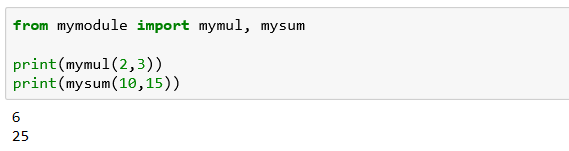 from mymodule import mymul, mysum
print(mymul(2,3))
print(mysum(10,15))
6
25